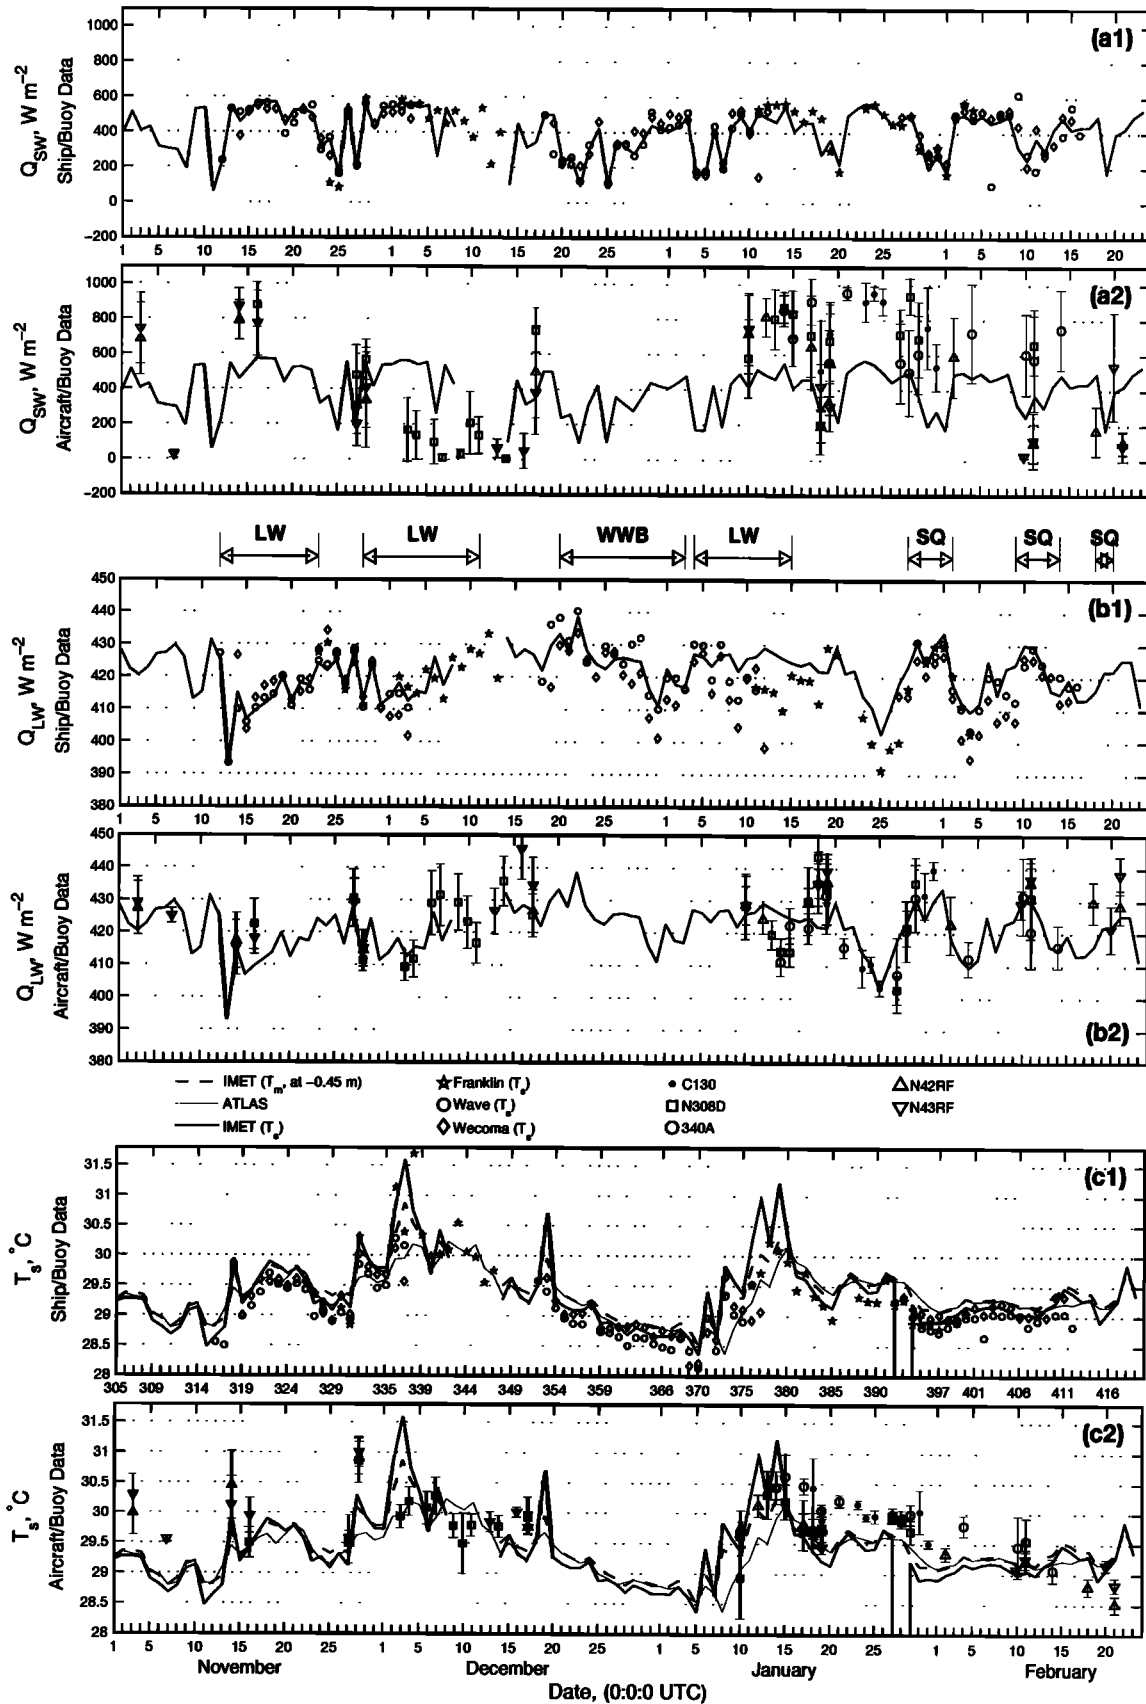 (a1)
Q_SW, W m⁻²
Ship/Buoy Data
1000
800
600
400
200
0
−200
1 5 10 15 20 25 1 5 10 15 20 25 1 5 10 15 20 25 1 5 10 15 20
(a2)
Q_SW, W m⁻²
Aircraft/Buoy Data
1000
800
600
400
200
0
−200
LW LW WWB LW SQ SQ SQ
(b1)
Q_LW, W m⁻²
Ship/Buoy Data
450
440
430
420
410
400
390
380
1 5 10 15 20 25 1 5 10 15 20 25 1 5 10 15 20 25 1 5 10 15 20
(b2)
Q_LW, W m⁻²
Aircraft/Buoy Data
450
440
430
420
410
400
390
380
IMET (T_m, at −0.45 m) Franklin (T_s) C130 N42RF
ATLAS Wave (T_s) N308D N43RF
IMET (T_s) Wecoma (T_s) 340A
(c1)
T_s, °C
Ship/Buoy Data
31.5
31
30.5
30
29.5
29
28.5
28
305 309 314 319 324 329 335 339 344 349 354 359 366 370 375 380 385 390 397 401 406 411 416
(c2)
T_s, °C
Aircraft/Buoy Data
31.5
31
30.5
30
29.5
29
28.5
28
1 5 10 15 20 25 1 5 10 15 20 25 1 5 10 15 20 25 1 5 10 15 20
November December January February
Date, (0:0:0 UTC)